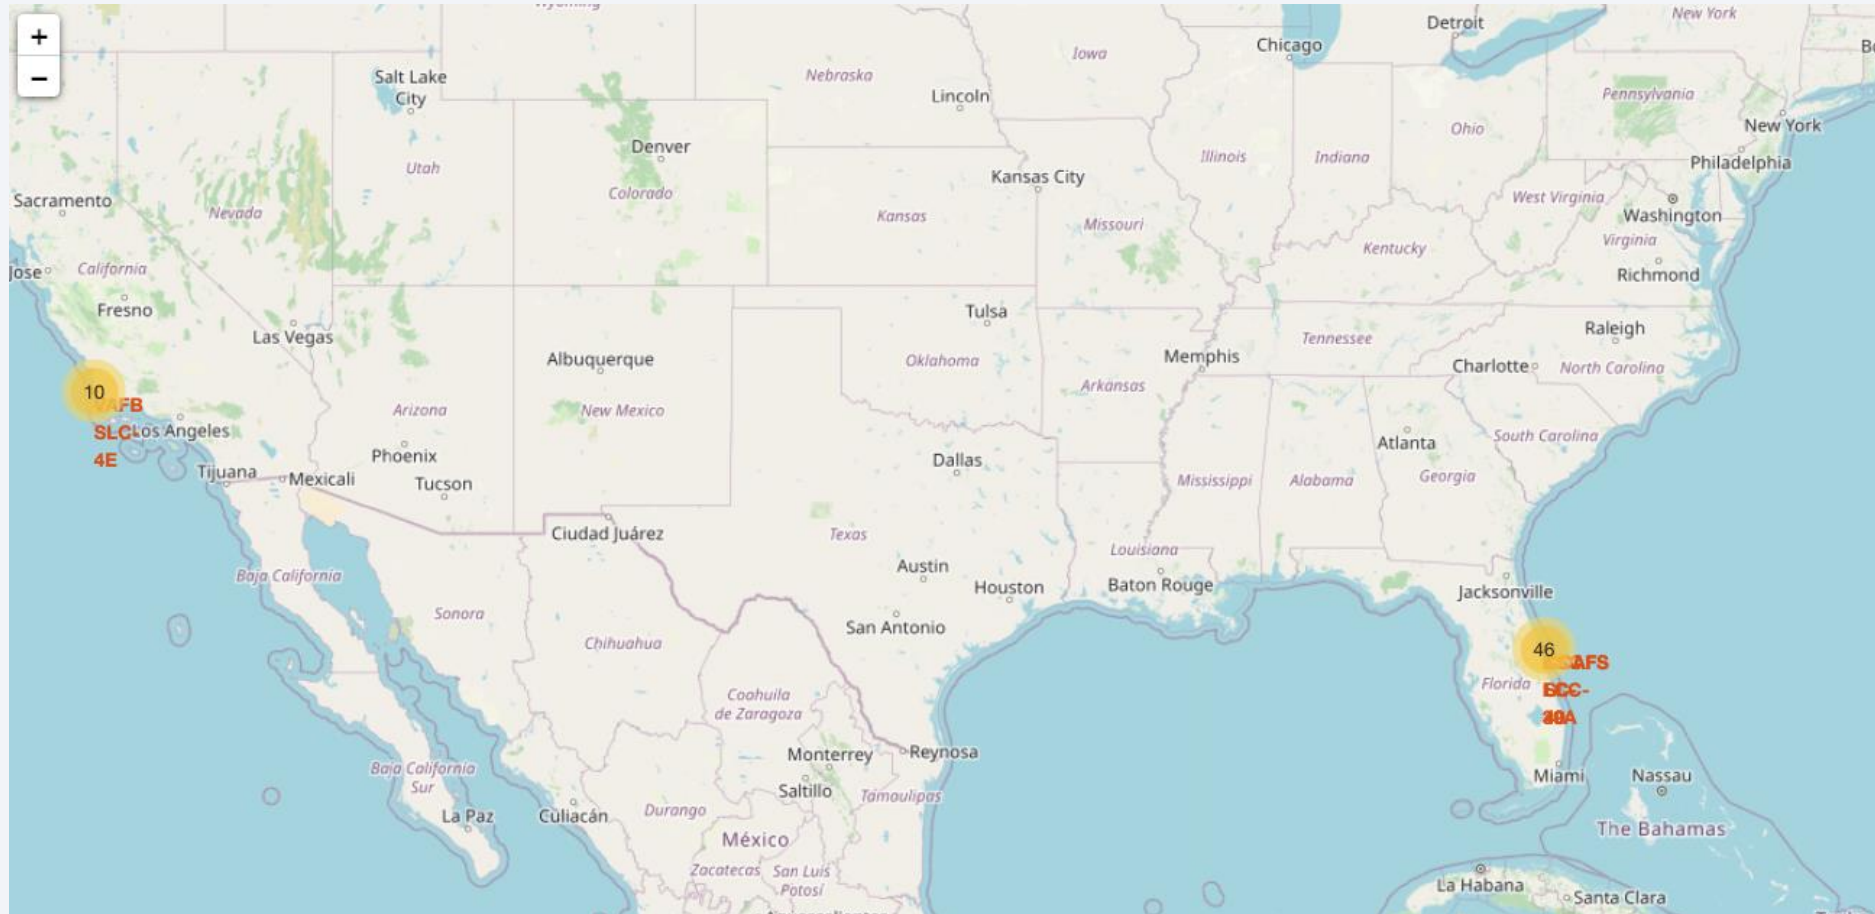 +
−
Wyoming
Detroit
New York
Chicago
Iowa
Salt Lake
City
Nebraska
Lincoln
Pennsylvania
New York
Denver
Ohio
Utah
Illinois
Indiana
Philadelphia
Kansas City
Colorado
Sacramento
Nevada
Kansas
Missouri
West Virginia
Washington
Virginia
Kentucky
Jose
California
Richmond
Fresno
Las Vegas
Tulsa
Raleigh
Albuquerque
Oklahoma
Memphis
Tennessee
Charlotte
North Carolina
10
VAFB
SLC-
4E
Los Angeles
Arizona
New Mexico
Arkansas
Phoenix
Dallas
Atlanta
South Carolina
Tijuana
Mexicali
Tucson
Mississippi
Alabama
Georgia
Ciudad Juárez
Texas
Louisiana
Austin
Houston
Baton Rouge
Jacksonville
Baja California
Sonora
Chihuahua
San Antonio
46
Florida
Coahuila
de Zaragoza
Monterrey
Reynosa
Saltillo
Tamaulipas
Miami
Nassau
Baja California
Sur
La Paz
Culiacán
Durango
México
The Bahamas
Zacatecas
San Luis
Potosí
La Habana
Santa Clara